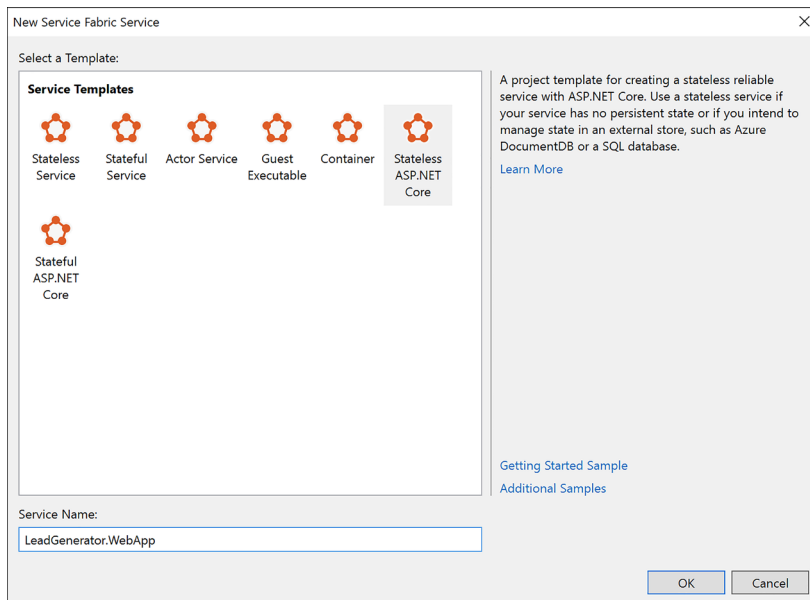 New Service Fabric Service
Select a Template:
Service Templates
Stateless
Service
Stateful
Service
Actor Service
Guest
Executable
Container
Stateless
ASP.NET
Core
Stateful
ASP.NET
Core
A project template for creating a stateless reliable
service with ASP.NET Core. Use a stateless service if
your service has no persistent state or if you intend to
manage state in an external store, such as Azure
DocumentDB or a SQL database.
Learn More
Getting Started Sample
Additional Samples
Service Name:
LeadGenerator.WebApp
OK
Cancel